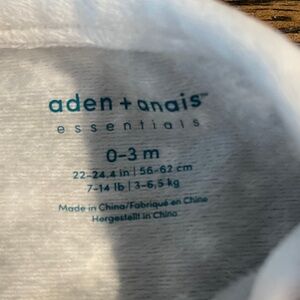 aden + anais™
essentials
0-3 m
22-24.4 in | 56-62 cm
7-14 lb | 3-6,5 kg
Made in China/Fabriqué en Chine
Hergestellt in China